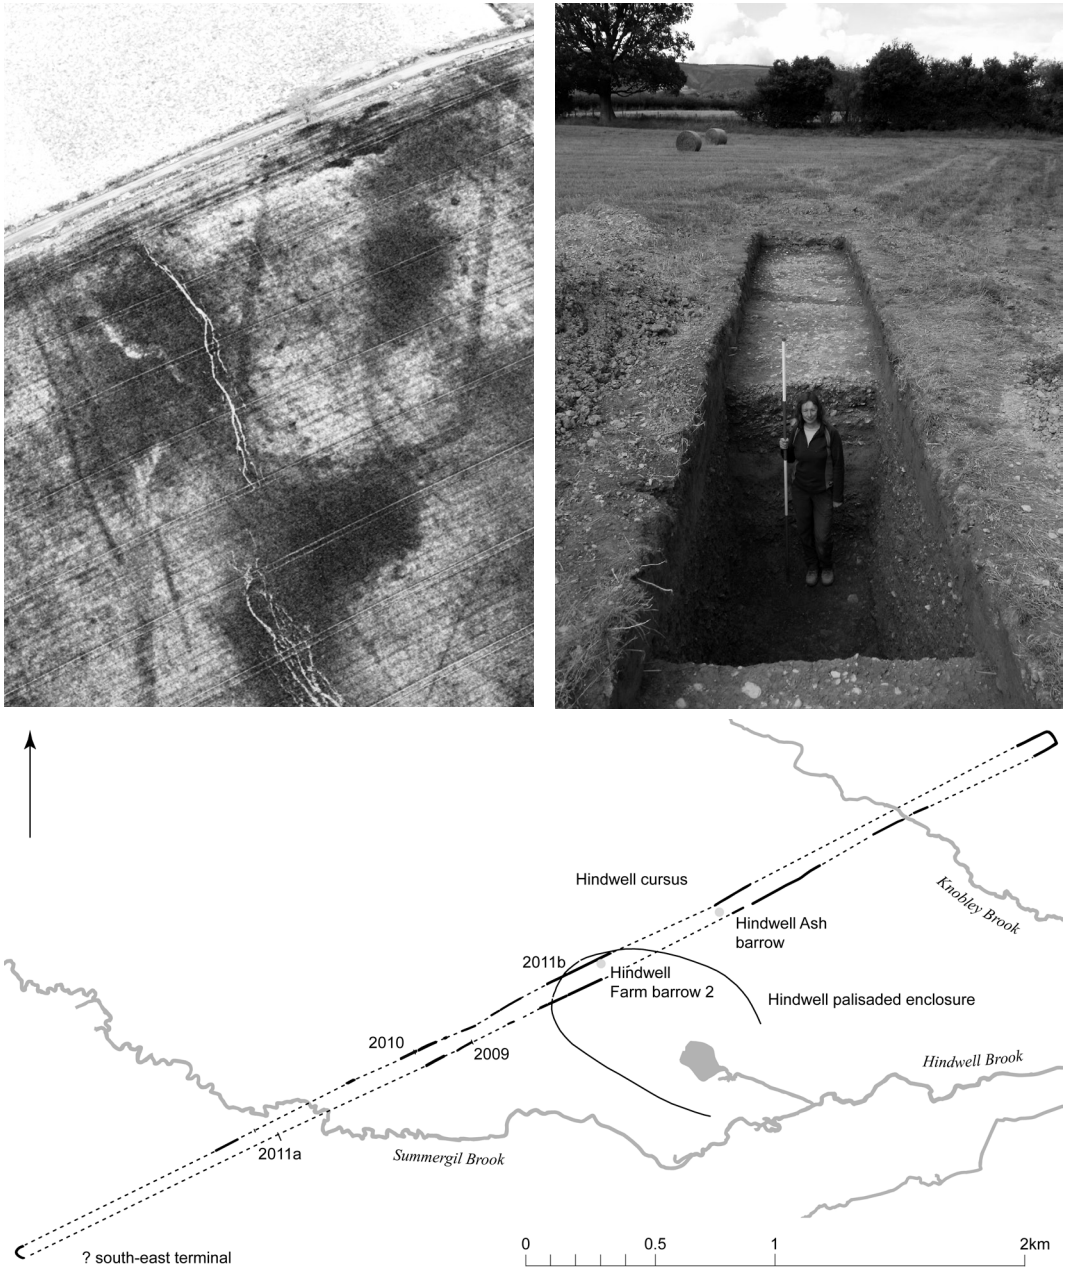 Hindwell cursus
Knobley Brook
Hindwell Ash
barrow
2011b
Hindwell
Farm barrow 2
Hindwell palisaded enclosure
2010
2009
Hindwell Brook
2011a
Summergil Brook
? south-east terminal
0 0.5 1 2km